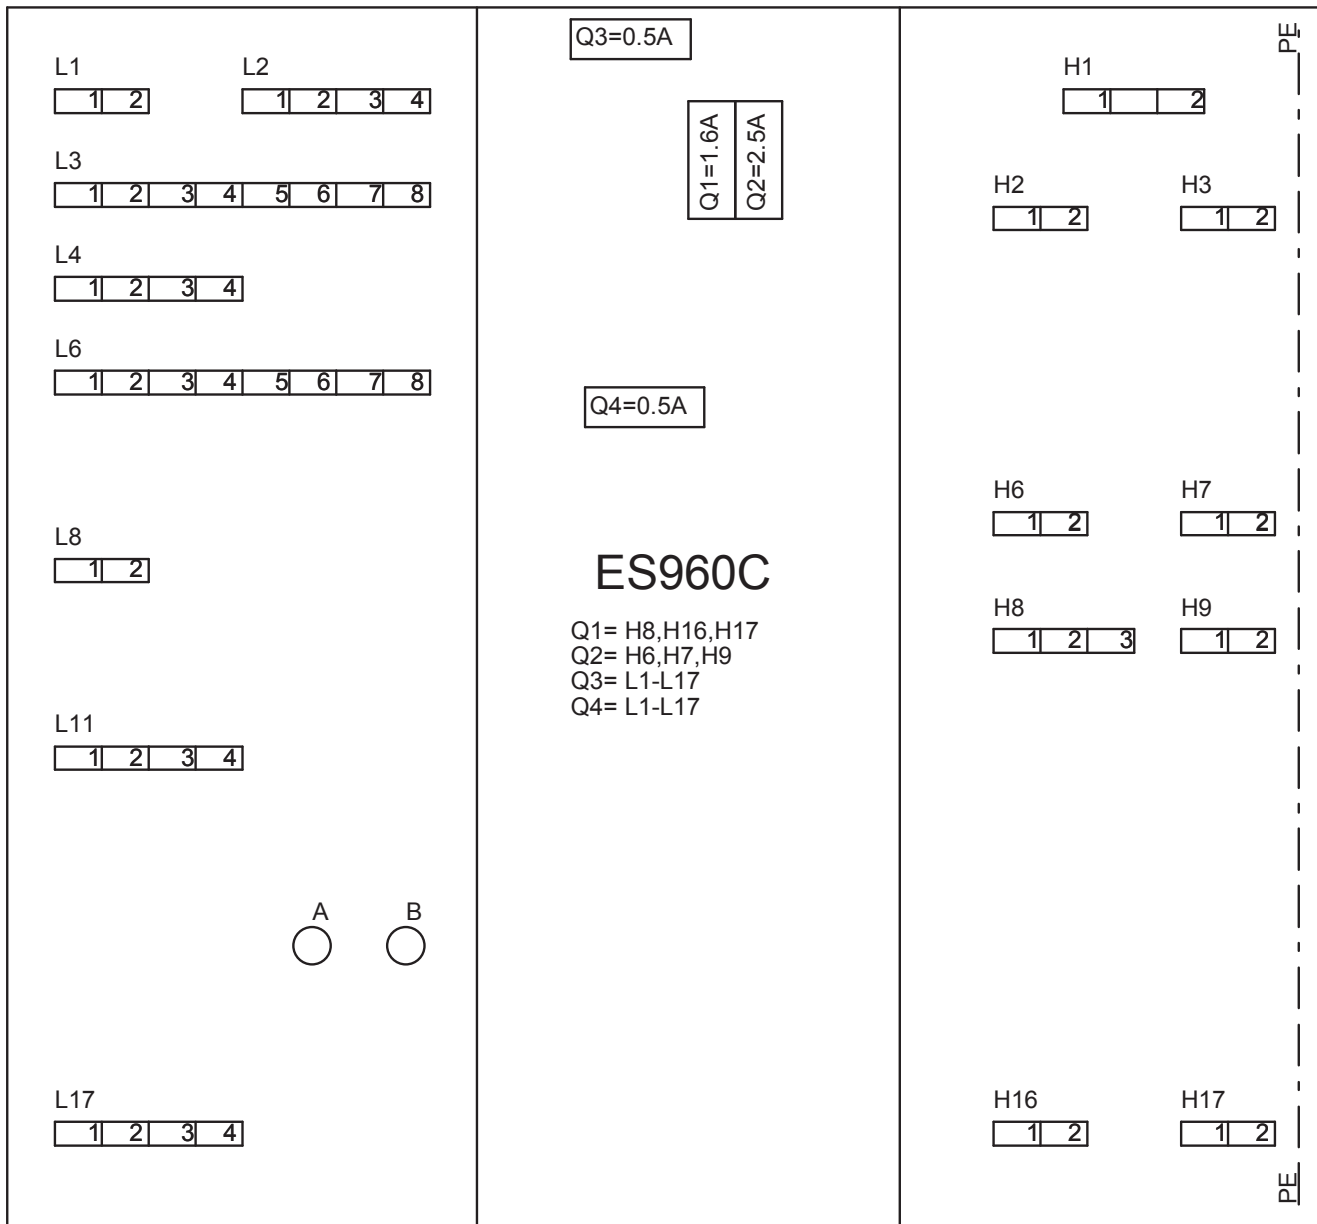 L1
1 2
L2
1 2 3 4
L3
1 2 3 4 5 6 7 8
L4
1 2 3 4
L6
1 2 3 4 5 6 7 8
L8
1 2
L11
1 2 3 4
A
B
L17
1 2 3 4
Q3=0.5A
Q1=1.6A
Q2=2.5A
Q4=0.5A
ES960C
Q1= H8,H16,H17
Q2= H6,H7,H9
Q3= L1-L17
Q4= L1-L17
PE
H1
1 2
H2
1 2
H3
1 2
H6
1 2
H7
1 2
H8
1 2 3
H9
1 2
H16
1 2
H17
1 2
PE